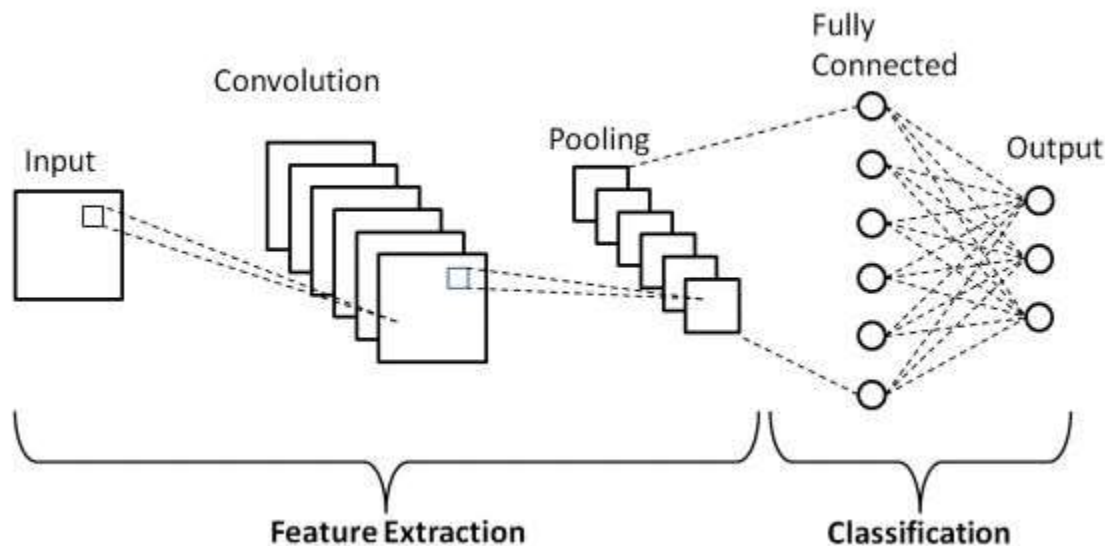 Input
Convolution
Pooling
Fully
Connected
Output
Feature Extraction
Classification